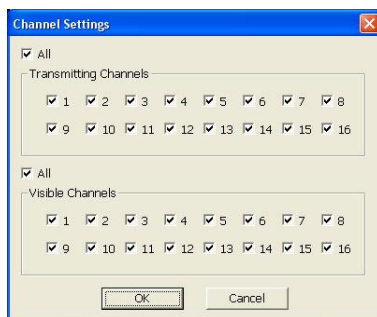 Channel Settings
All
Transmitting Channels
1 2 3 4 5 6 7 8
9 10 11 12 13 14 15 16
All
Visible Channels
1 2 3 4 5 6 7 8
9 10 11 12 13 14 15 16
OK Cancel